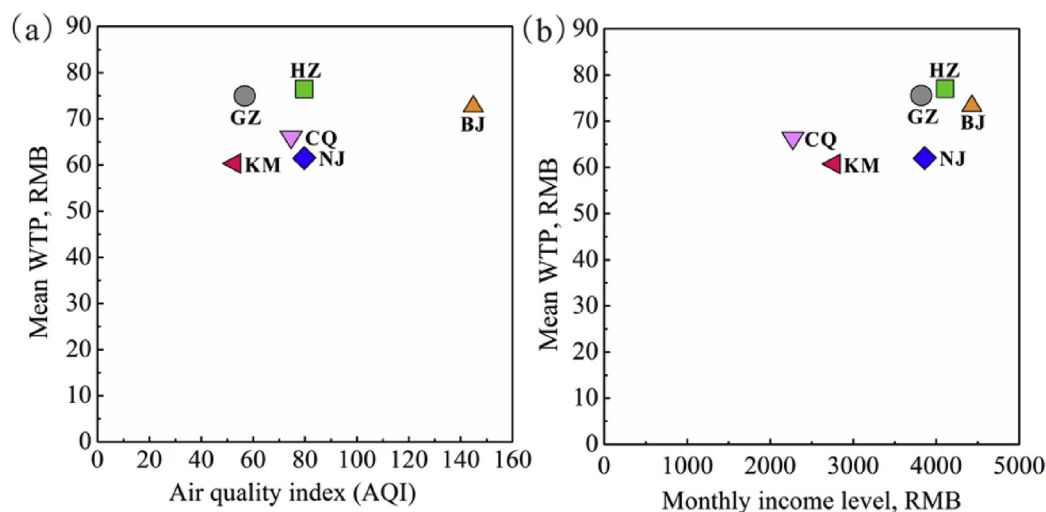 (a)
90
80
70
60
50
40
30
20
10
0
Mean WTP, RMB
HZ
GZ
BJ
CQ
KM
NJ
0 20 40 60 80 100 120 140 160
Air quality index (AQI)
(b)
90
80
70
60
50
40
30
20
10
0
Mean WTP, RMB
HZ
GZ
BJ
CQ
KM
NJ
0 1000 2000 3000 4000 5000
Monthly income level, RMB